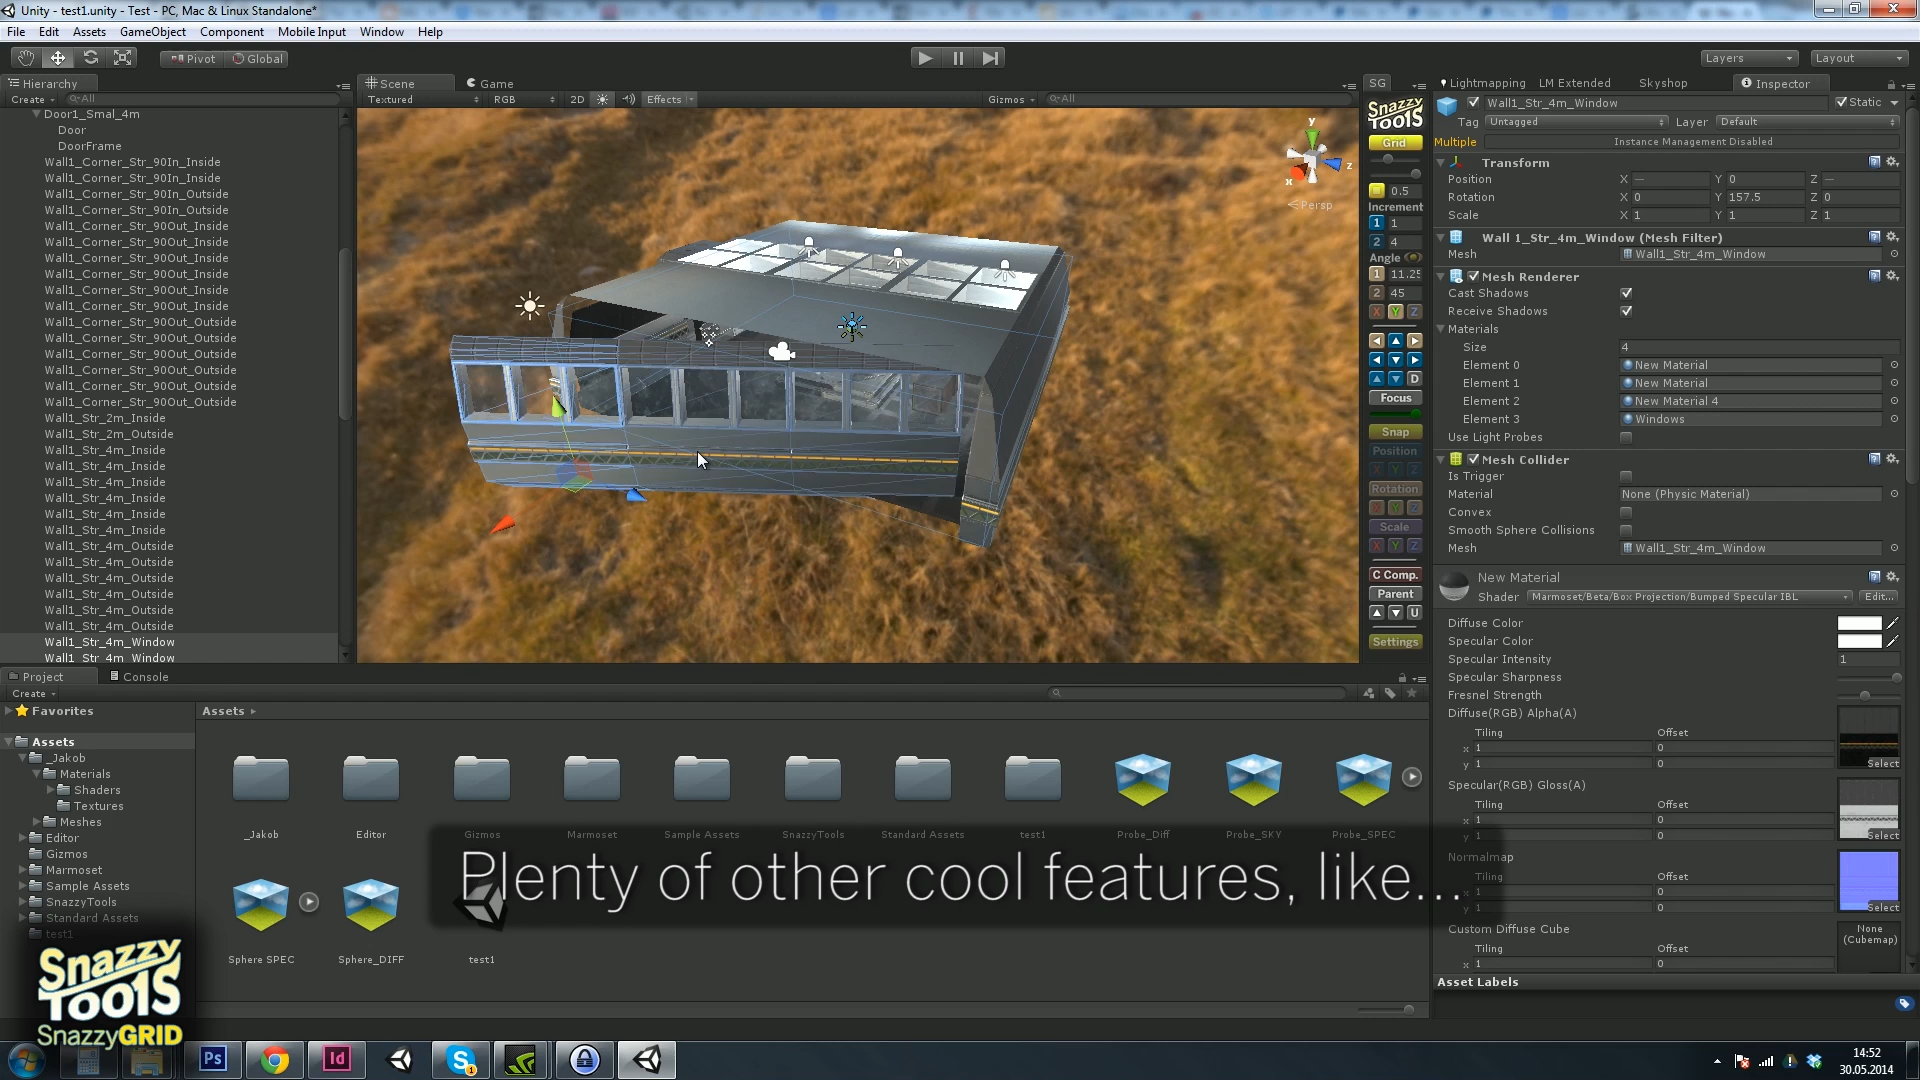 Unity - test1.unity - Test - PC, Mac & Linux Standalone*
File Edit Assets GameObject Component Mobile Input Window Help
Pivot Global Layers Layout
Hierarchy
Create All
Door1_Smal_4m
Door
DoorFrame
Wall1_Corner_Str_90In_Inside
Wall1_Corner_Str_90In_Inside
Wall1_Corner_Str_90In_Outside
Wall1_Corner_Str_90In_Outside
Wall1_Corner_Str_90Out_Inside
Wall1_Corner_Str_90Out_Inside
Wall1_Corner_Str_90Out_Inside
Wall1_Corner_Str_90Out_Inside
Wall1_Corner_Str_90Out_Inside
Wall1_Corner_Str_90Out_Inside
Wall1_Corner_Str_90Out_Outside
Wall1_Corner_Str_90Out_Outside
Wall1_Corner_Str_90Out_Outside
Wall1_Corner_Str_90Out_Outside
Wall1_Corner_Str_90Out_Outside
Wall1_Corner_Str_90Out_Outside
Wall1_Str_2m_Inside
Wall1_Str_2m_Outside
Wall1_Str_4m_Inside
Wall1_Str_4m_Inside
Wall1_Str_4m_Inside
Wall1_Str_4m_Inside
Wall1_Str_4m_Inside
Wall1_Str_4m_Inside
Wall1_Str_4m_Outside
Wall1_Str_4m_Outside
Wall1_Str_4m_Outside
Wall1_Str_4m_Outside
Wall1_Str_4m_Outside
Wall1_Str_4m_Outside
Wall1_Str_4m_Window
Wall1_Str_4m_Window
Scene Game
Textured RGB 2D Effects Gizmos All
y
z
x
Persp
SG
Snazzy
Tools
Grid
0.5
Increment
1 1
2 4
Angle
1 11.25
2 45
X Y Z
D
Focus
Snap
Position
X Y Z
Rotation
X Y Z
Scale
X Y Z
C Comp.
Parent
U
Settings
Lightmapping LM Extended Skyshop Inspector
Wall1_Str_4m_Window Static
Tag Untagged Layer Default
Multiple Instance Management Disabled
Transform
Position X — Y 0 Z —
Rotation X 0 Y 157.5 Z 0
Scale X 1 Y 1 Z 1
Wall 1_Str_4m_Window (Mesh Filter)
Mesh Wall1_Str_4m_Window
Mesh Renderer
Cast Shadows
Receive Shadows
Materials
Size 4
Element 0 New Material
Element 1 New Material
Element 2 New Material 4
Element 3 Windows
Use Light Probes
Mesh Collider
Is Trigger
Material None (Physic Material)
Convex
Smooth Sphere Collisions
Mesh Wall1_Str_4m_Window
New Material
Shader Marmoset/Beta/Box Projection/Bumped Specular IBL Edit...
Diffuse Color
Specular Color
Specular Intensity 1
Specular Sharpness
Fresnel Strength
Diffuse(RGB) Alpha(A)
Tiling Offset
x 1 0
y 1 0 Select
Specular(RGB) Gloss(A)
Tiling Offset
x 1 0
y 1 0 Select
Normalmap
Tiling Offset
x 1 0
y 1 0 Select
Custom Diffuse Cube None
(Cubemap)
Tiling Offset
x 1 0
Asset Labels
Project Console
Create
Favorites
Assets
_Jakob
Materials
Shaders
Textures
Meshes
Editor
Gizmos
Marmoset
Sample Assets
SnazzyTools
Standard Assets
test1
Assets
_Jakob Editor Gizmos Marmoset Sample Assets SnazzyTools Standard Assets test1 Probe_Diff Probe_SKY Probe_SPEC
Plenty of other cool features, like...
Sphere SPEC Sphere_DIFF test1
Snazzy
Tools
SnazzyGRID
Ps Id S 1
14:52
30.05.2014